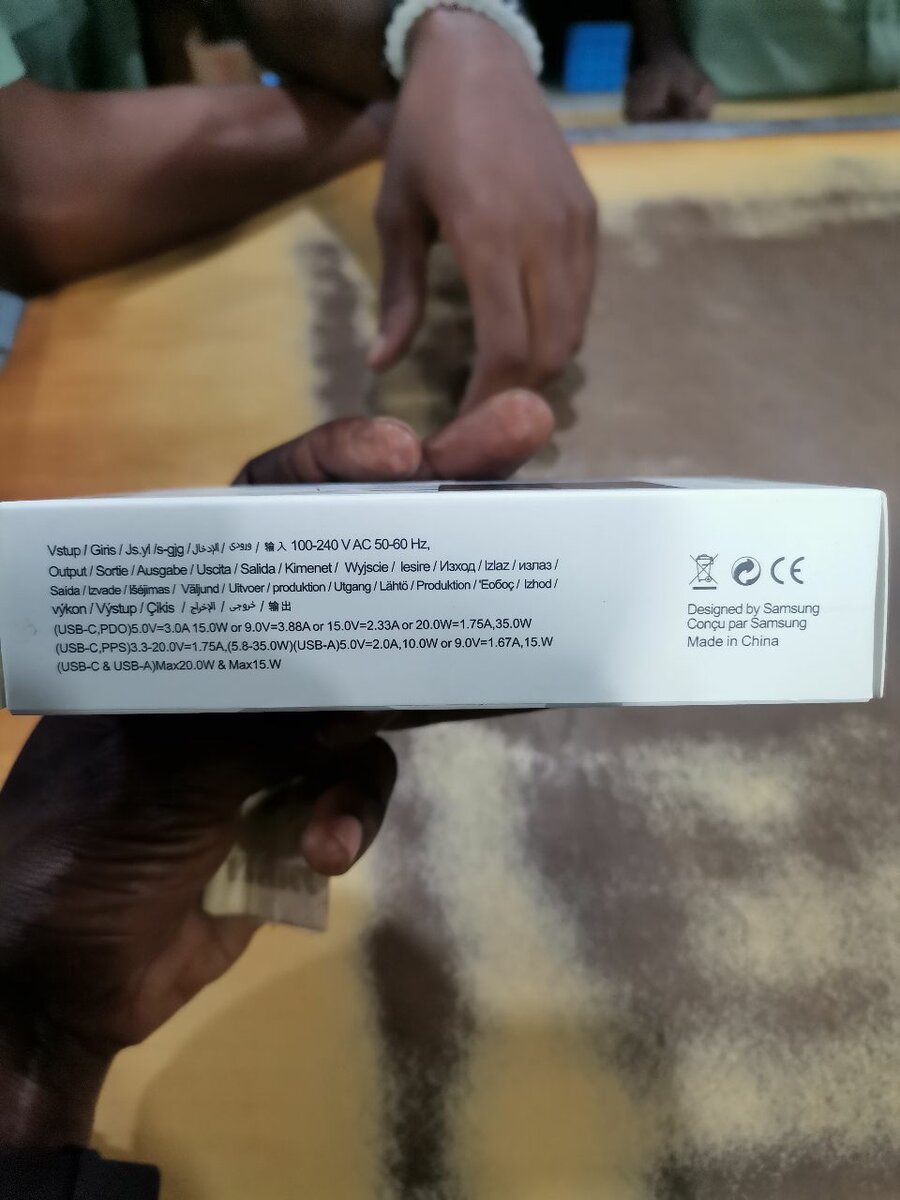 Vstup / Giris / Js.yl /s-gjg / الإدخال / ورودی / 输入 100-240 V AC 50-60 Hz,
Output / Sortie / Ausgabe / Uscita / Salida / Kimenet / Wyjscie / Iesire / Изход / Izlaz / излаз /
Saída / Izvade / Išėjimas / Väljund / Uitvoer / produktion / Utgang / Lähtö / Produktion / 'Εοδος / Izhod /
výkon / Výstup / Çikis / الإخراج / خروجی / 输出
(USB-C,PDO)5.0V=3.0A 15.0W or 9.0V=3.88A or 15.0V=2.33A or 20.0W=1.75A,35.0W
(USB-C,PPS)3.3-20.0V=1.75A,(5.8-35.0W)(USB-A)5.0V=2.0A,10.0W or 9.0V=1.67A,15.W
(USB-C & USB-A)Max20.0W & Max15.W
CE
Designed by Samsung
Conçu par Samsung
Made in China